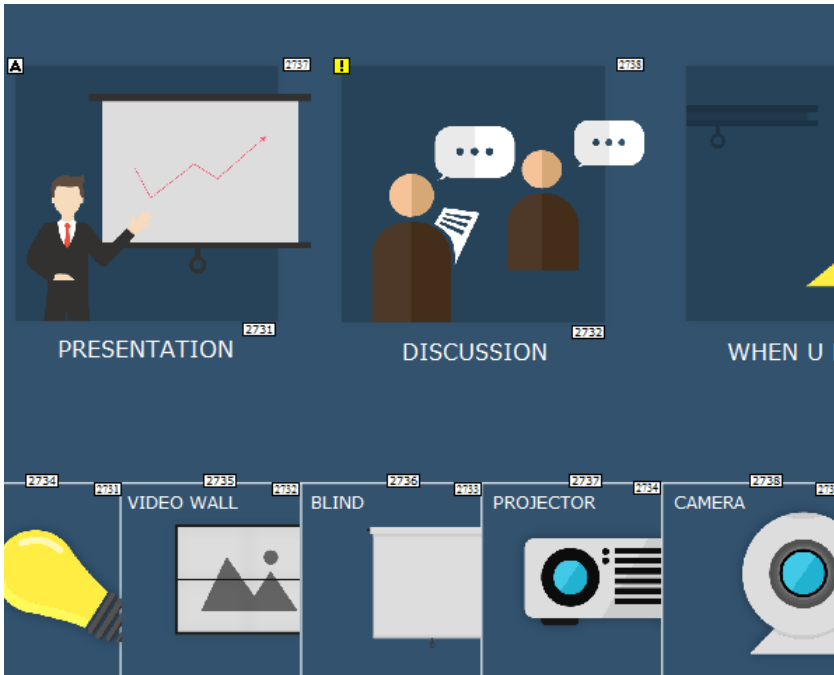 A 2737 ! 2738
2731 2732
PRESENTATION DISCUSSION WHEN U
2734 2731 2735 2732 2736 2733 2737 2734 2738
VIDEO WALL BLIND PROJECTOR CAMERA